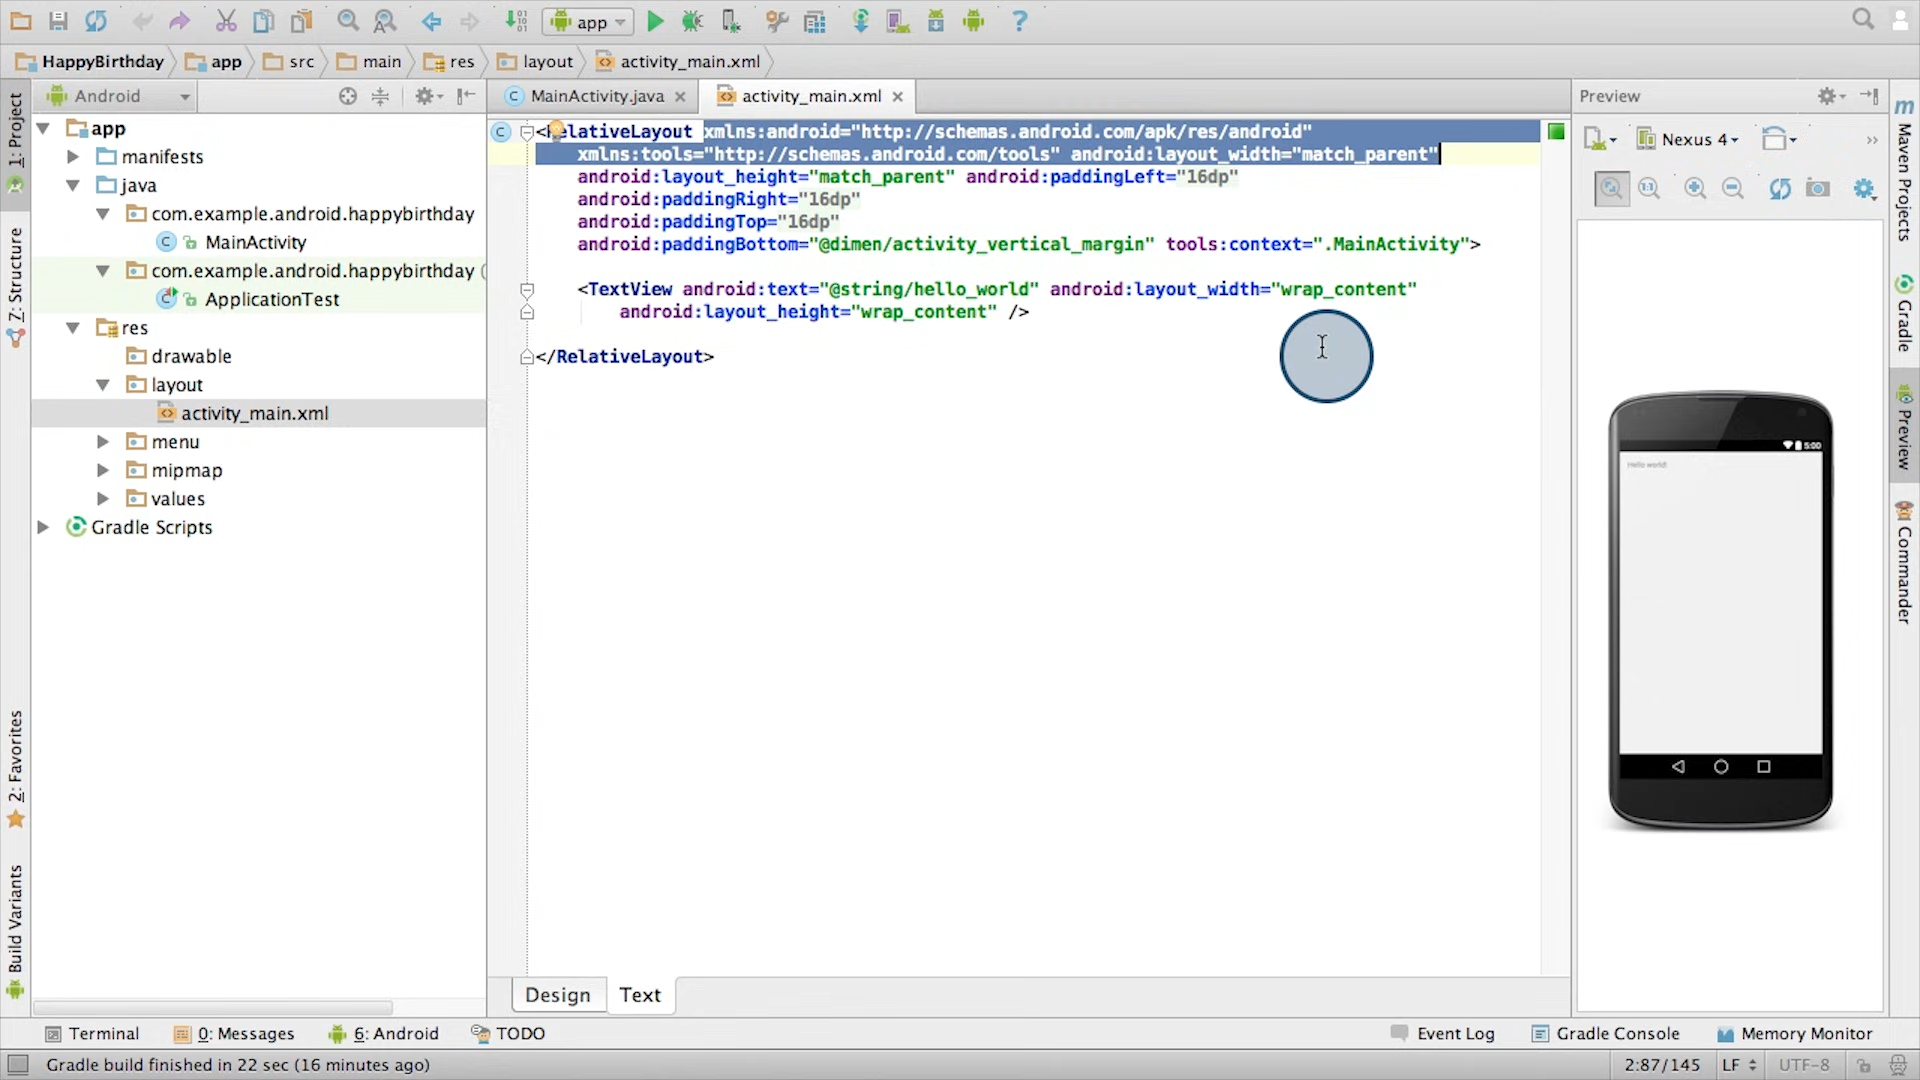 app
HappyBirthday app src main res layout activity_main.xml
1: Project
Z: Structure
2: Favorites
Build Variants
Android
app
manifests
java
com.example.android.happybirthday
MainActivity
com.example.android.happybirthday (
ApplicationTest
res
drawable
layout
activity_main.xml
menu
mipmap
values
Gradle Scripts
MainActivity.java activity_main.xml
<RelativeLayout xmlns:android="http://schemas.android.com/apk/res/android"
xmlns:tools="http://schemas.android.com/tools" android:layout_width="match_parent"
android:layout_height="match_parent" android:paddingLeft="16dp"
android:paddingRight="16dp"
android:paddingTop="16dp"
android:paddingBottom="@dimen/activity_vertical_margin" tools:context=".MainActivity">
<TextView android:text="@string/hello_world" android:layout_width="wrap_content"
android:layout_height="wrap_content" />
</RelativeLayout>
Design Text
Preview
Nexus 4
1:1
5:00
Hello world!
m Maven Projects
Gradle
Preview
Commander
Terminal 0: Messages 6: Android TODO Event Log Gradle Console Memory Monitor
Gradle build finished in 22 sec (16 minutes ago) 2:87/145 LF UTF-8